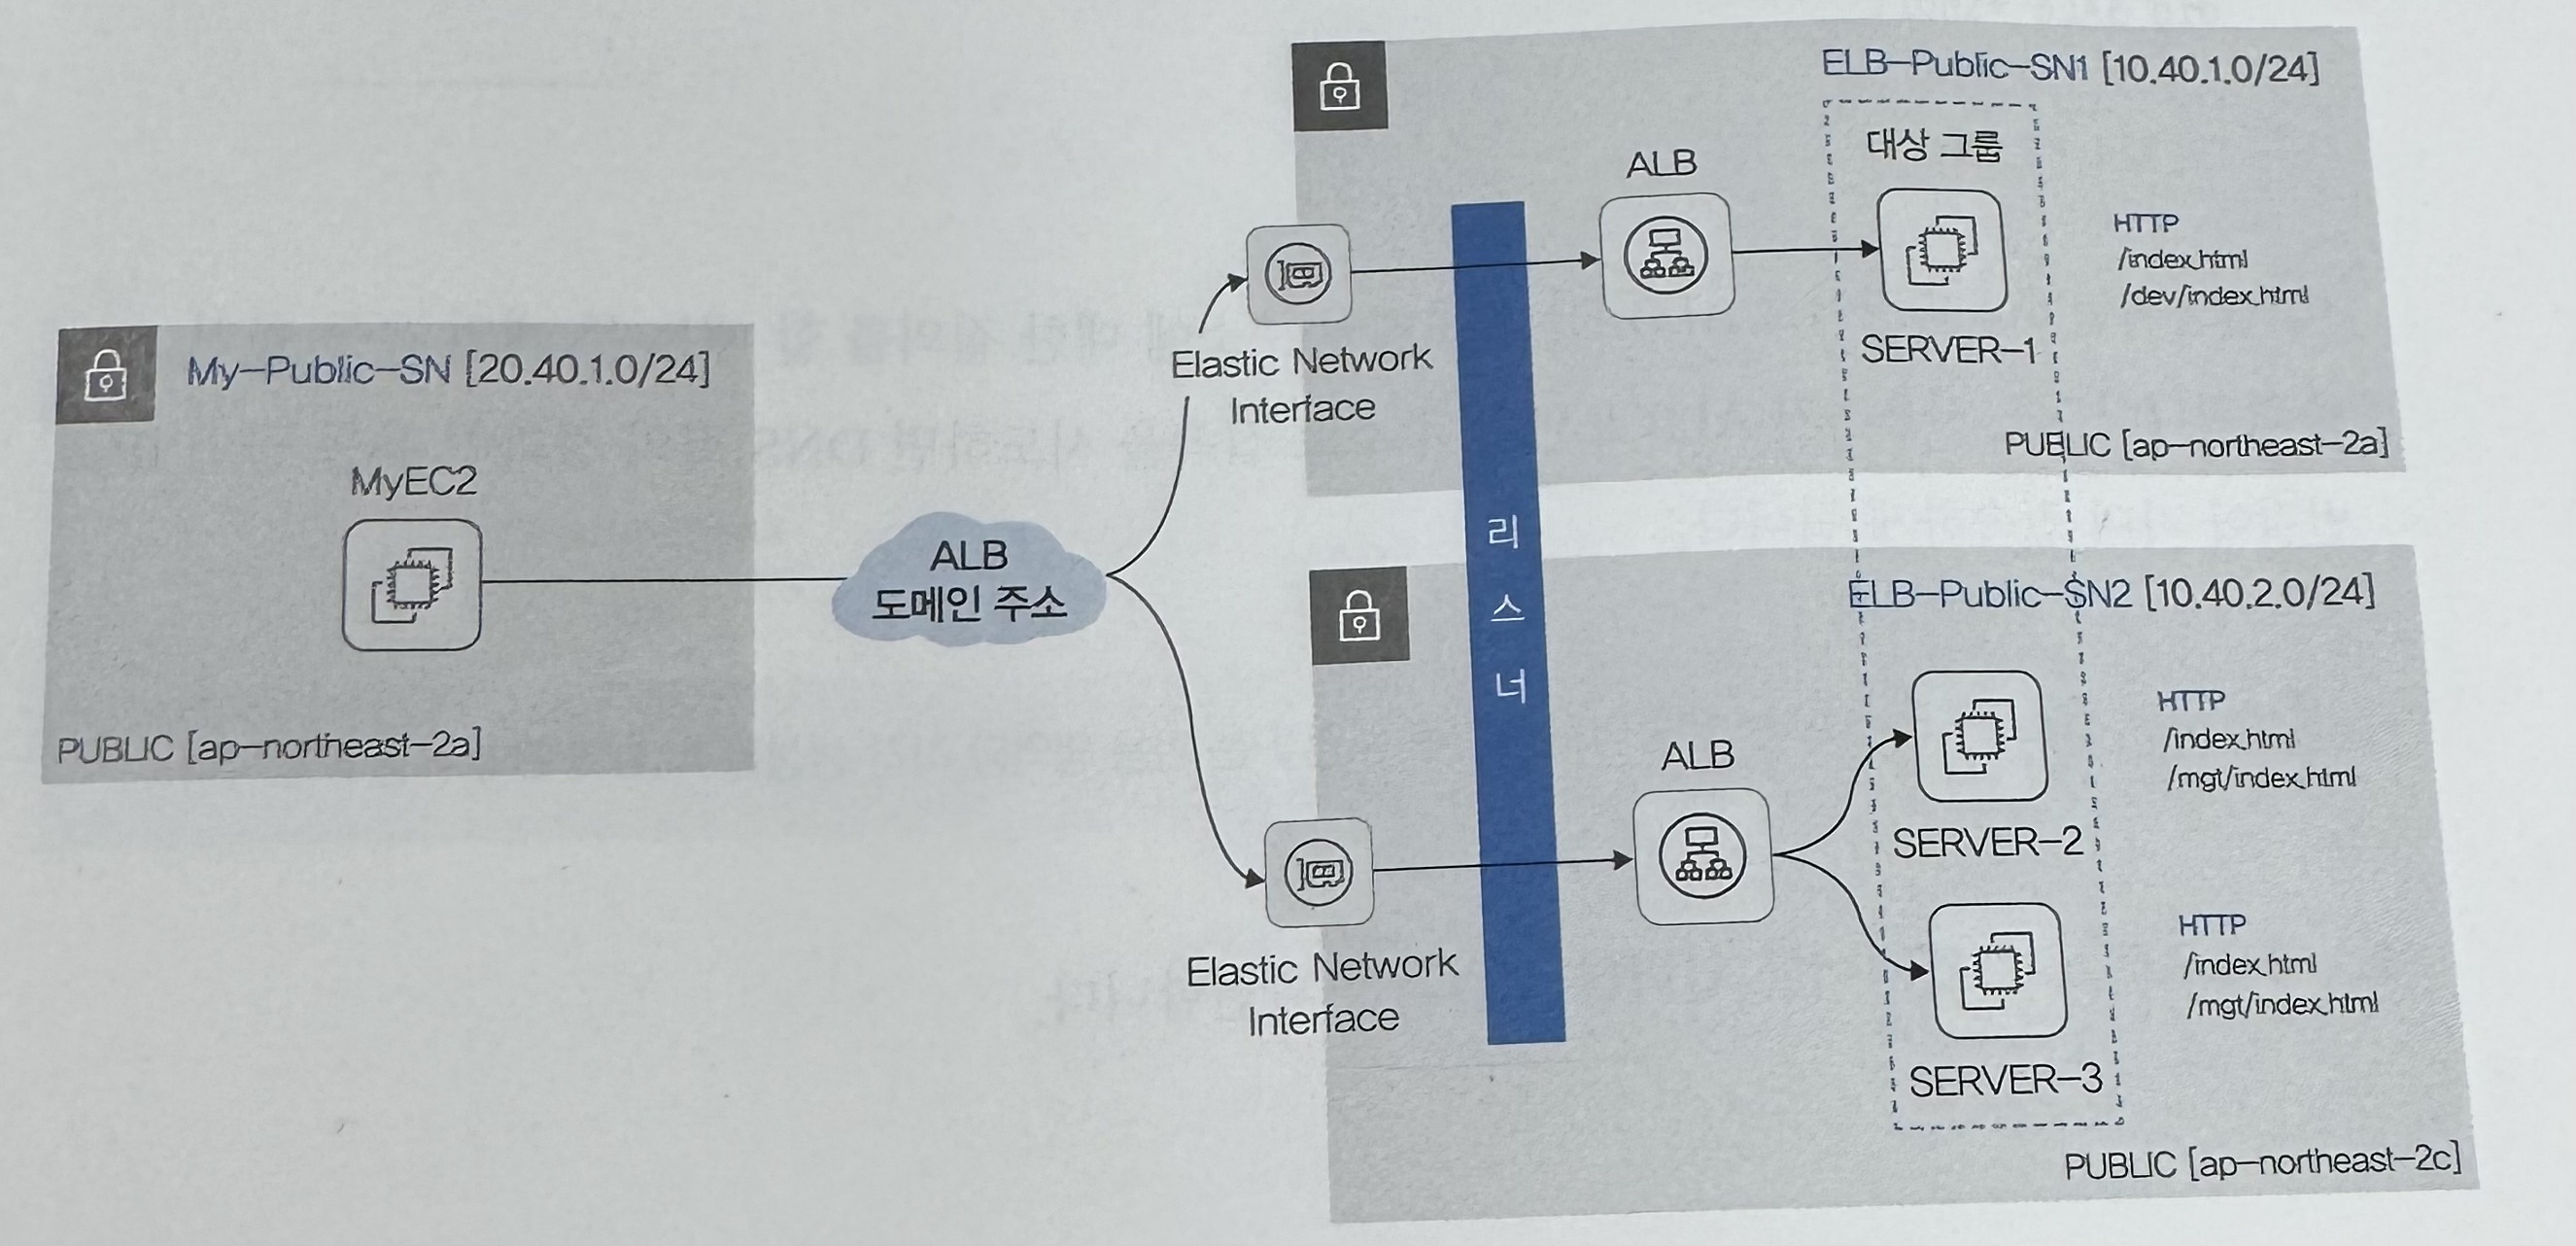 My-Public-SN [20.40.1.0/24]
MyEC2
PUBLIC [ap-northeast-2a]
ALB
도메인 주소
Elastic Network
Interface
Elastic Network
Interface
리
스
너
ELB-Public-SN1 [10.40.1.0/24]
대상 그룹
ALB
SERVER-1
HTTP
/index.html
/dev/index.html
PUBLIC [ap-northeast-2a]
ELB-Public-SN2 [10.40.2.0/24]
ALB
SERVER-2
HTTP
/index.html
/mgt/index.html
SERVER-3
HTTP
/index.html
/mgt/index.html
PUBLIC [ap-northeast-2c]